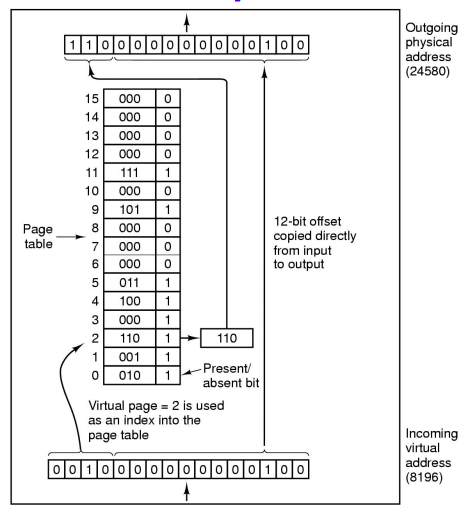 1 1 0 0 0 0 0 0 0 0 0 0 1 0 0
Outgoing
physical
address
(24580)
15 000 0
14 000 0
13 000 0
12 000 0
11 111 1
10 000 0
9 101 1
8 000 0
7 000 0
6 000 0
5 011 1
4 100 1
3 000 1
2 110 1 110
1 001 1
0 010 1
Page
table
12-bit offset
copied directly
from input
to output
Present/
absent bit
Virtual page = 2 is used
as an index into the
page table
0 0 1 0 0 0 0 0 0 0 0 0 0 1 0 0
Incoming
virtual
address
(8196)